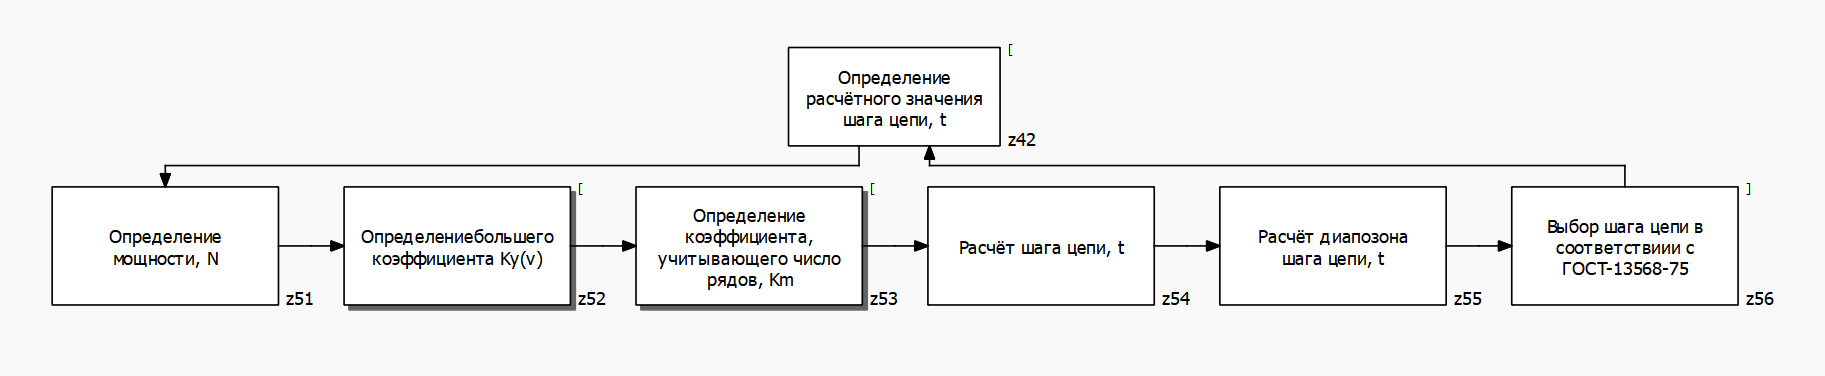 [
Определение
расчётного значения
шага цепи, t
z42
Определение
мощности, N
z51
[
Определениебольшего
коэффициента Ку(v)
z52
[
Определение
коэффициента,
учитывающего число
рядов, Km
z53
Расчёт шага цепи, t
z54
Расчёт диапозона
шага цепи, t
z55
]
Выбор шага цепи в
соответствиии с
ГОСТ-13568-75
z56